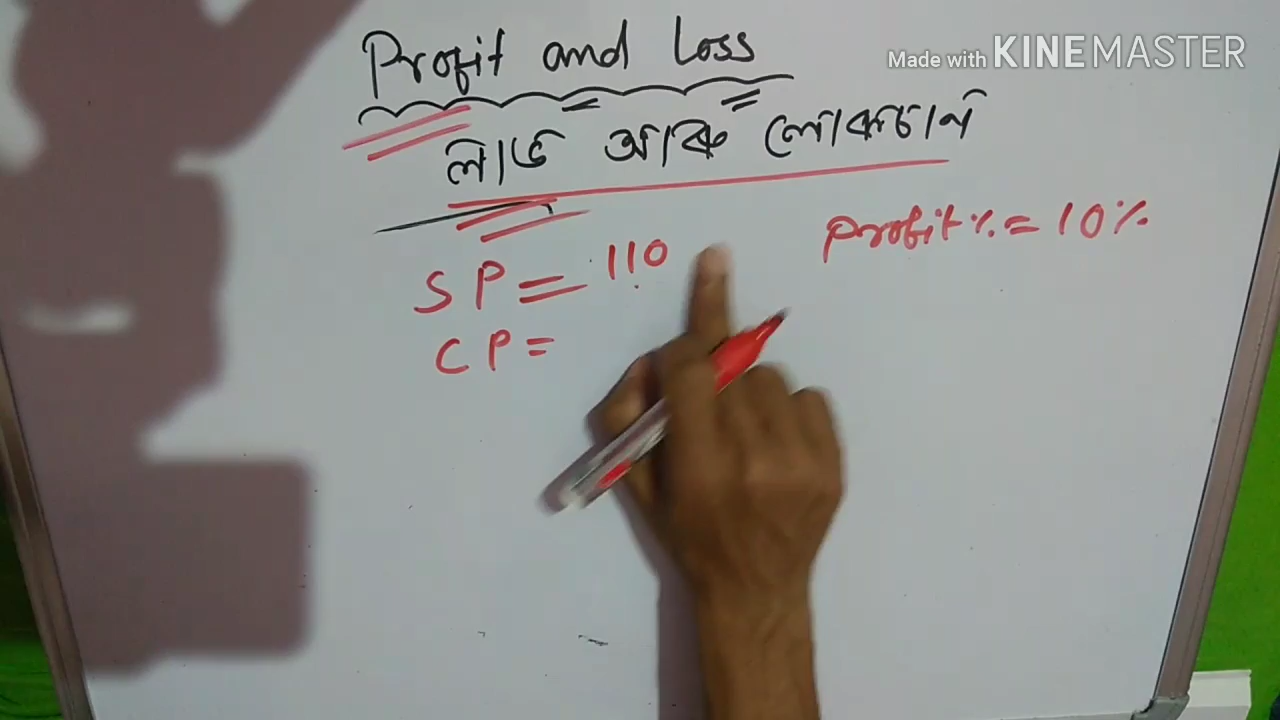 Profit and Loss
Made with KINEMASTER
লাভ আৰু লোকচান
SP = 110
Profit % = 10%
CP =